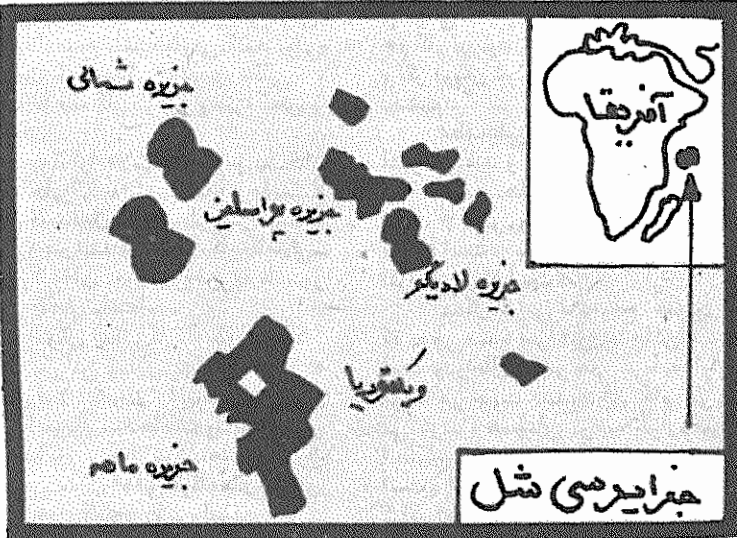 آفریقا
جزیره شمالی
جزیره پراسلین
جزیره لادیگو
ویکتوریا
جزیره ماهه
جزایر سی شل